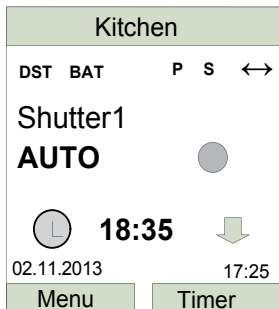 Kitchen
DST BAT P S ↔
Shutter1
AUTO
18:35
02.11.2013 17:25
Menu Timer